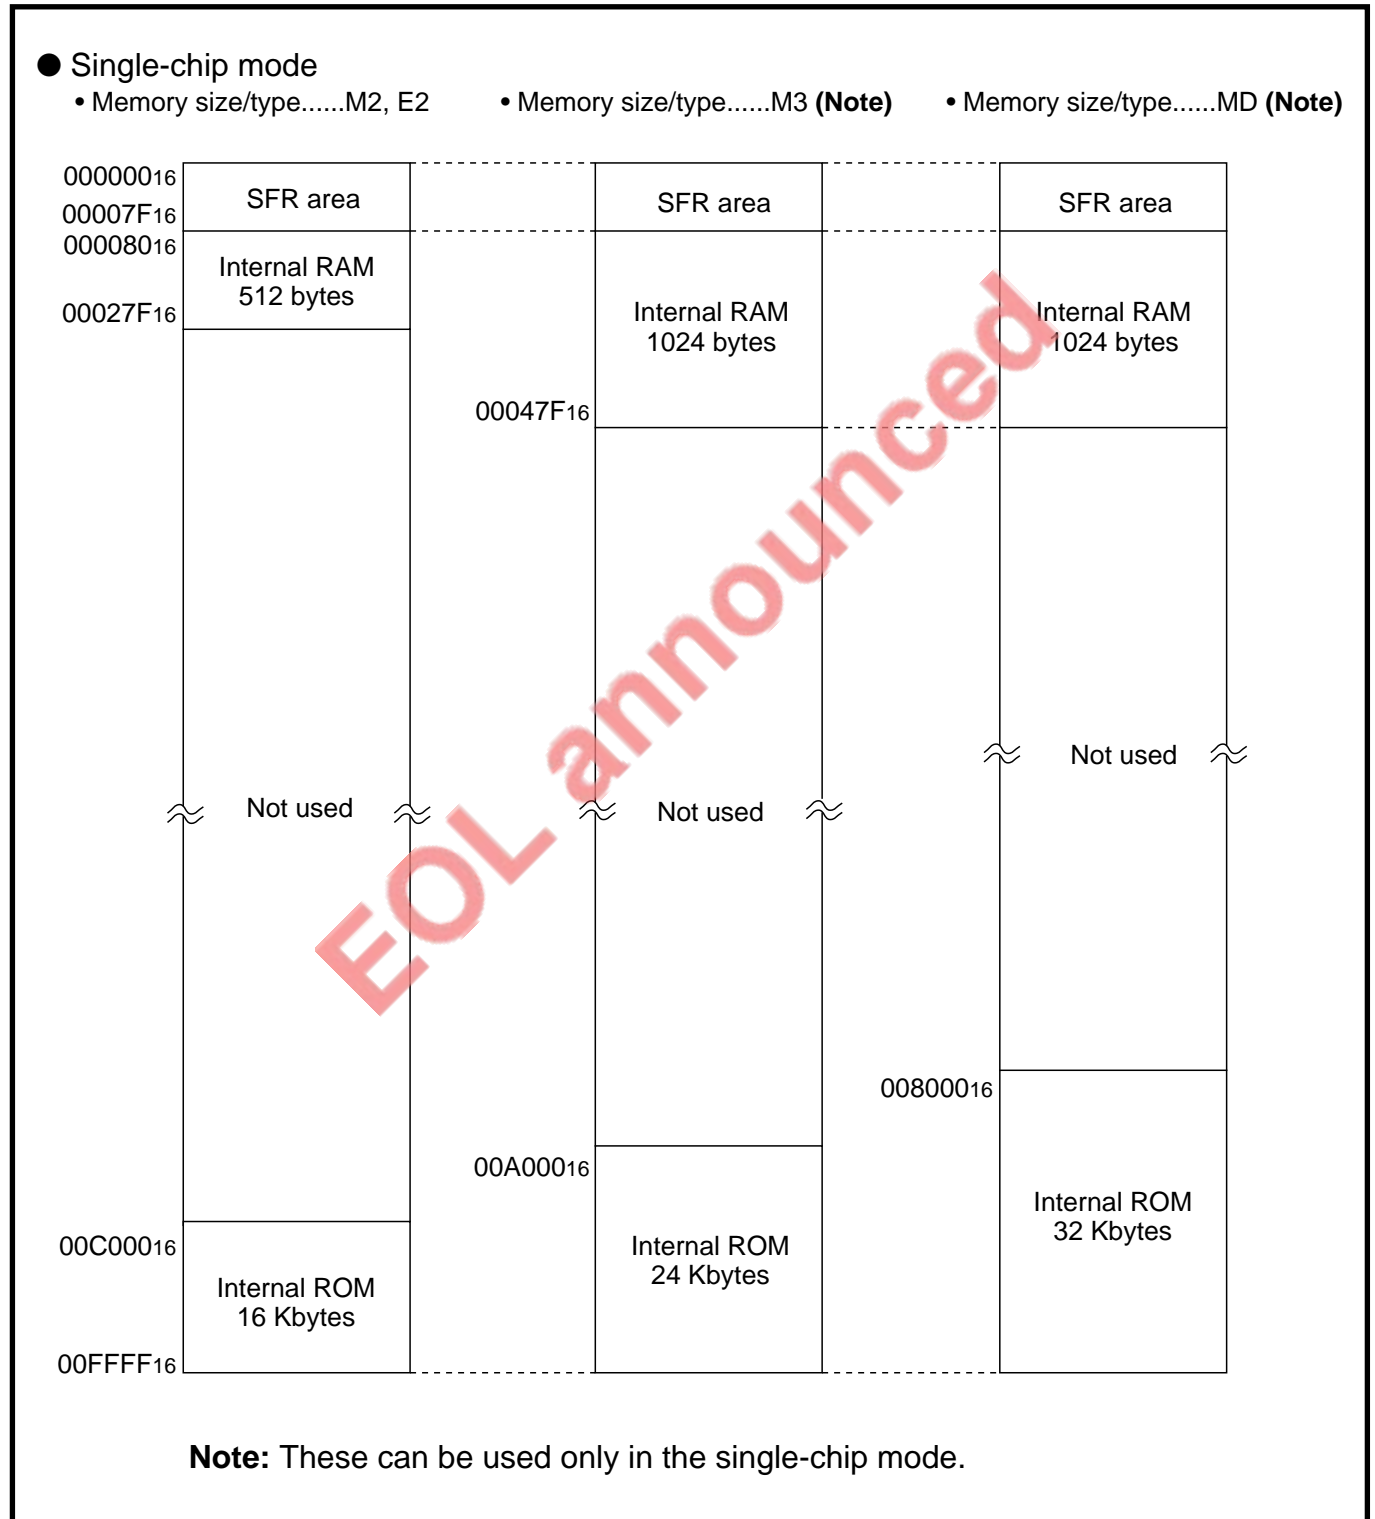 ● Single-chip mode
• Memory size/type......M2, E2
• Memory size/type......M3 (Note)
• Memory size/type......MD (Note)
00000016
00007F16
00008016
00027F16
SFR area
Internal RAM
512 bytes
Not used
00C00016
00FFFF16
Internal ROM
16 Kbytes
SFR area
Internal RAM
1024 bytes
00047F16
Not used
00A00016
Internal ROM
24 Kbytes
SFR area
Internal RAM
1024 bytes
Not used
00800016
Internal ROM
32 Kbytes
EOL announced
Note: These can be used only in the single-chip mode.